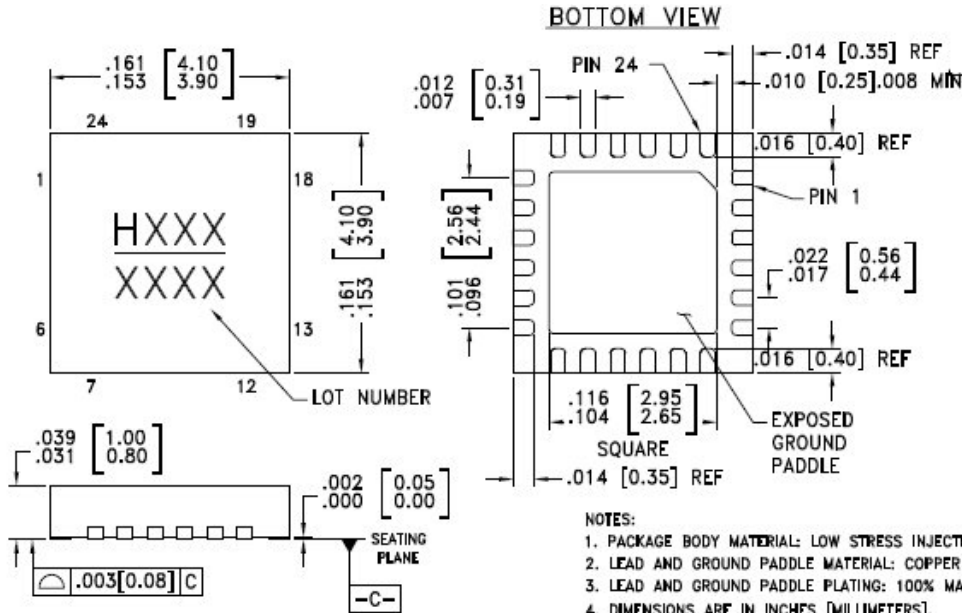 BOTTOM VIEW
.161 [4.10]
.153 [3.90]
24 19
1 18
HXXX
XXXX
6 13
7 12
LOT NUMBER
[4.10]
[3.90]
.161
.153
.012 [0.31]
.007 [0.19]
PIN 24
.014 [0.35] REF
.010 [0.25].008 MIN
.016 [0.40] REF
PIN 1
[2.56]
[2.44]
.101
.096
.022 [0.56]
.017 [0.44]
.016 [0.40] REF
.116 [2.95]
.104 [2.65]
SQUARE
EXPOSED
GROUND
PADDLE
.014 [0.35] REF
.039 [1.00]
.031 [0.80]
.002 [0.05]
.000 [0.00]
SEATING
PLANE
.003[0.08] C
-C-
NOTES:
1. PACKAGE BODY MATERIAL: LOW STRESS INJECTI
2. LEAD AND GROUND PADDLE MATERIAL: COPPER
3. LEAD AND GROUND PADDLE PLATING: 100% MA
4. DIMENSIONS ARE IN INCHES [MILLIMETERS]